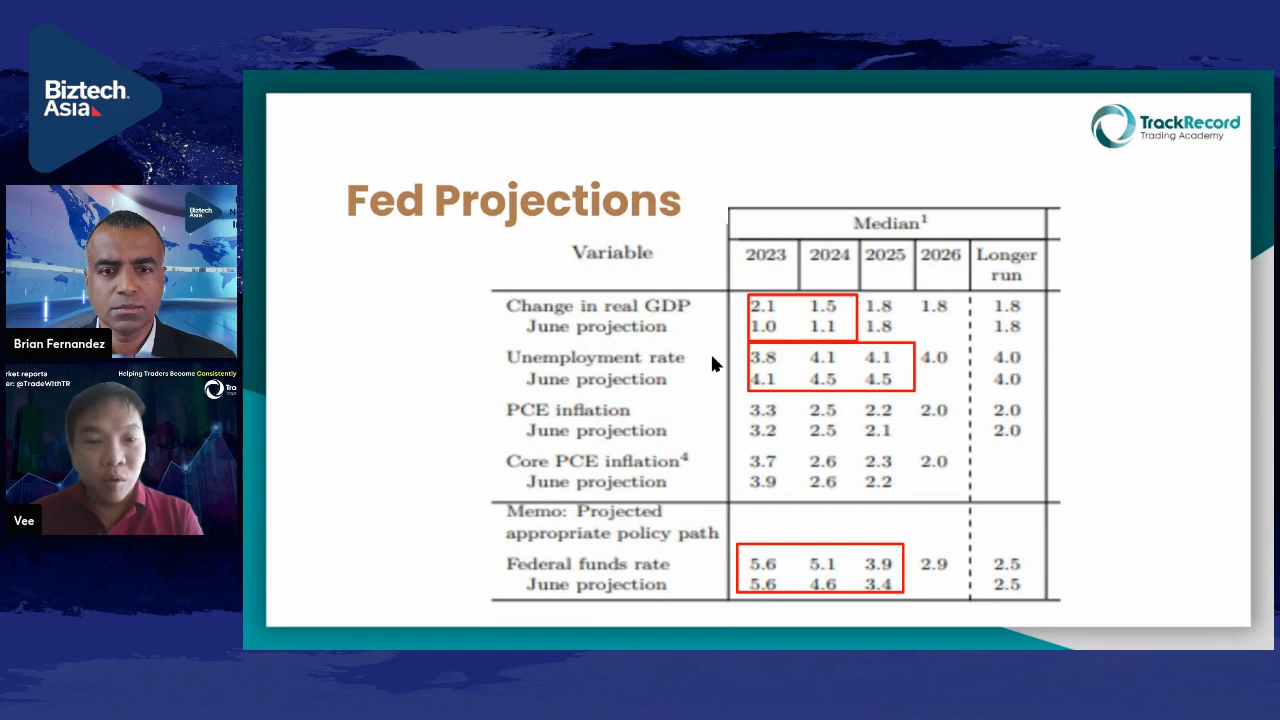 Biztech
Asia
Brian Fernandez
Biztech
Asia
rket reports
er: @TradeWithTR
Helping Traders Become Consistently
Tra
Vee
TrackRecord
Trading Academy
Fed Projections
Variable
Median1
2023 2024 2025 2026 Longer run
Change in real GDP 2.1 1.5 1.8 1.8 1.8
June projection 1.0 1.1 1.8 1.8
Unemployment rate 3.8 4.1 4.1 4.0 4.0
June projection 4.1 4.5 4.5 4.0
PCE inflation 3.3 2.5 2.2 2.0 2.0
June projection 3.2 2.5 2.1 2.0
Core PCE inflation4 3.7 2.6 2.3 2.0
June projection 3.9 2.6 2.2
Memo: Projected
appropriate policy path
Federal funds rate 5.6 5.1 3.9 2.9 2.5
June projection 5.6 4.6 3.4 2.5